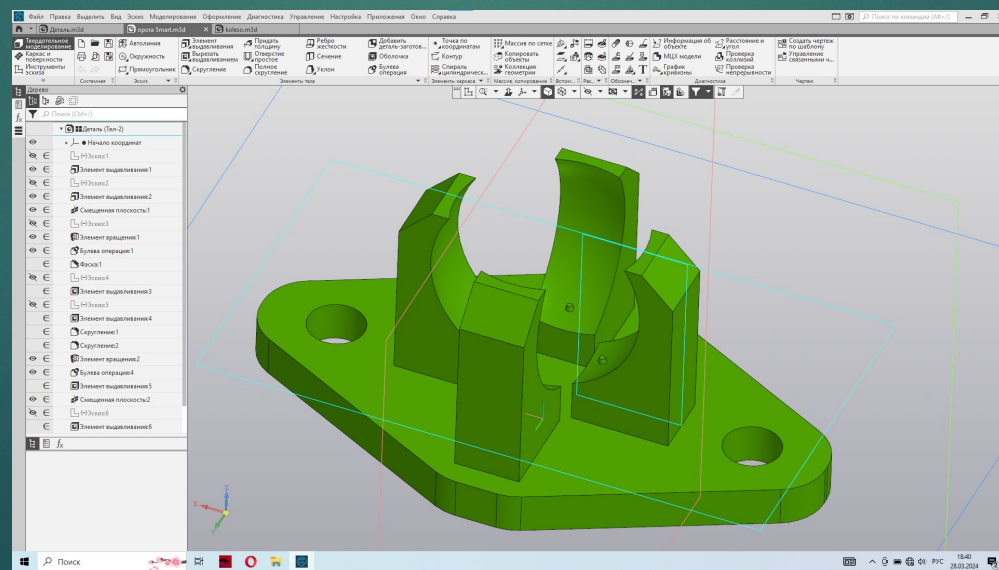 Файл Правка Выделить Вид Эскиз Моделирование Оформление Диагностика Управление Настройка Приложения Окно Справка
Поиск по командам (Alt+/)
Деталь.m3d
опора Smart.m3d
koleso.m3d
Твердотельное моделирование
Каркас и поверхности
Инструменты эскиза
Системная
Автолиния
Окружность
Прямоугольник
Эскиз
Элемент выдавливания
Вырезать выдавливанием
Скругление
Придать толщину
Отверстие простое
Полное скругление
Ребро жесткости
Сечение
Уклон
Добавить деталь-заготов...
Оболочка
Булева операция
Элементы тела
Точка по координатам
Контур
Спираль цилиндрическ...
Элементы каркаса
Массив по сетке
Копировать объекты
Коллекция геометрии
Массив, копирование
Вспом...
Раз...
Обознач...
Информация об объекте
МЦХ модели
График кривизны
Расстояние и угол
Проверка коллизий
Проверка непрерывности
Диагностика
Создать чертеж по шаблону
Управление связанными ч...
Чертеж
Дерево
Поиск (Ctrl+/)
Деталь (Тел-2)
Начало координат
(+)Эскиз:1
Элемент выдавливания:1
(+)Эскиз:2
Элемент выдавливания:2
Смещенная плоскость:1
(+)Эскиз:3
Элемент вращения:1
Булева операция:1
Фаска:1
(+)Эскиз:4
Элемент выдавливания:3
(+)Эскиз:5
Элемент выдавливания:4
Скругление:1
Скругление:2
Элемент вращения:2
Булева операция:4
Элемент выдавливания:5
Смещенная плоскость:2
(+)Эскиз:6
Элемент выдавливания:6
X
Y
Поиск
РУС
18:40
28.03.2024